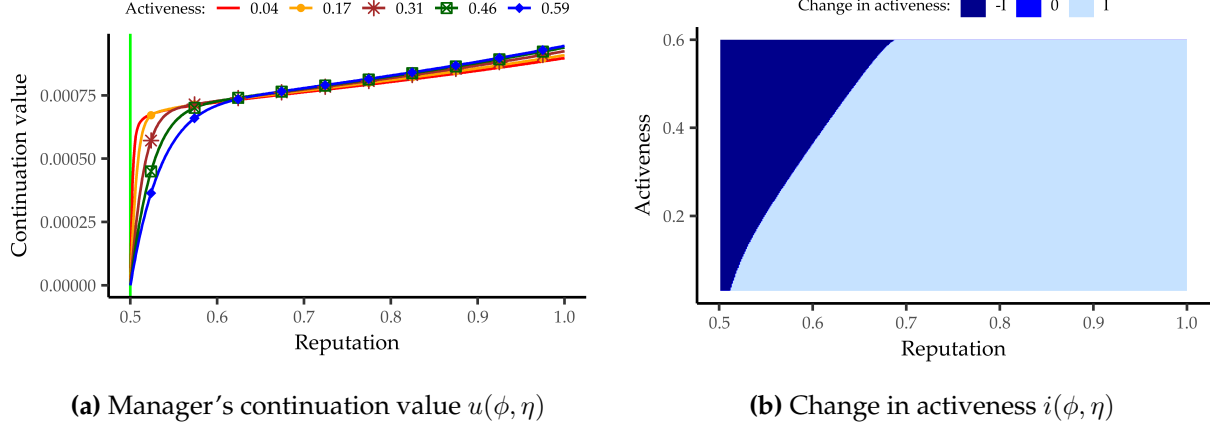 Activeness: 0.04 0.17 0.31 0.46 0.59
Continuation value
0.00075
0.00050
0.00025
0.00000
0.5 0.6 0.7 0.8 0.9 1.0
Reputation
(a) Manager's continuation value u(ϕ, η)
Change in activeness: -1 0 1
Activeness
0.6
0.4
0.2
0.5 0.6 0.7 0.8 0.9 1.0
Reputation
(b) Change in activeness i(ϕ, η)